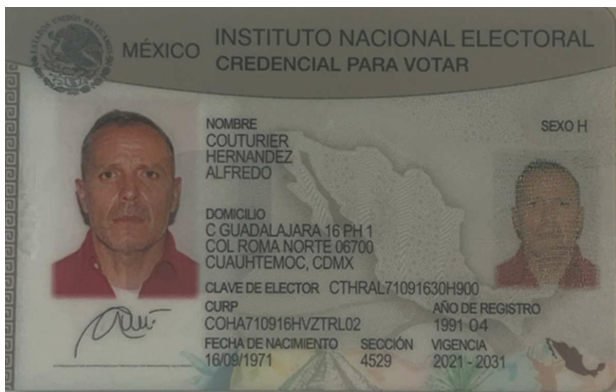 MÉXICO
INSTITUTO NACIONAL ELECTORAL
CREDENCIAL PARA VOTAR
NOMBRE
COUTURIER
HERNANDEZ
ALFREDO
SEXO H
DOMICILIO
C GUADALAJARA 16 PH 1
COL ROMA NORTE 06700
CUAUHTEMOC, CDMX
CLAVE DE ELECTOR CTHRAL71091630H900
CURP
COHA710916HVZTRL02
AÑO DE REGISTRO
1991 04
FECHA DE NACIMIENTO
16/09/1971
SECCIÓN
4529
VIGENCIA
2021 - 2031